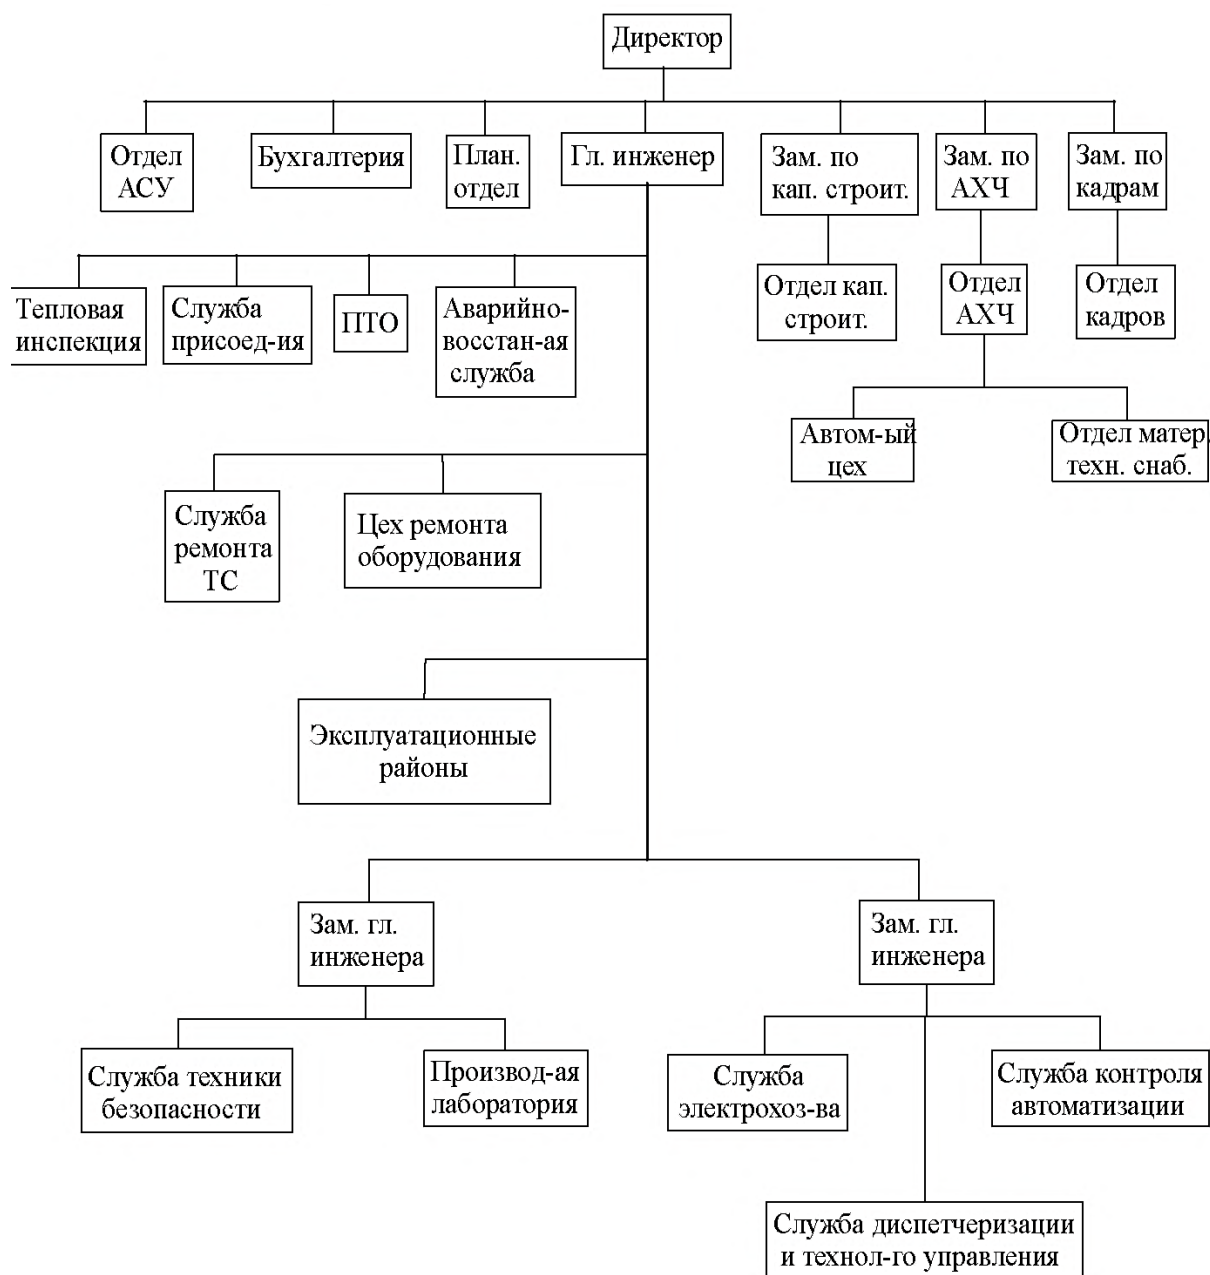 Директор
Отдел
АСУ
Бухгалтерия
План.
отдел
Гл. инженер
Зам. по
кап. строит.
Зам. по
АХЧ
Зам. по
кадрам
Тепловая
инспекция
Служба
присоед-ия
ПТО
Аварийно-
восстан-ая
служба
Отдел кап.
строит.
Отдел
АХЧ
Отдел
кадров
Автом-ый
цех
Отдел матер.
техн. снаб.
Служба
ремонта
ТС
Цех ремонта
оборудования
Эксплуатационные
районы
Зам. гл.
инженера
Зам. гл.
инженера
Служба техники
безопасности
Производ-ая
лаборатория
Служба
электрохоз-ва
Служба контроля
автоматизации
Служба диспетчеризации
и технол-го управления